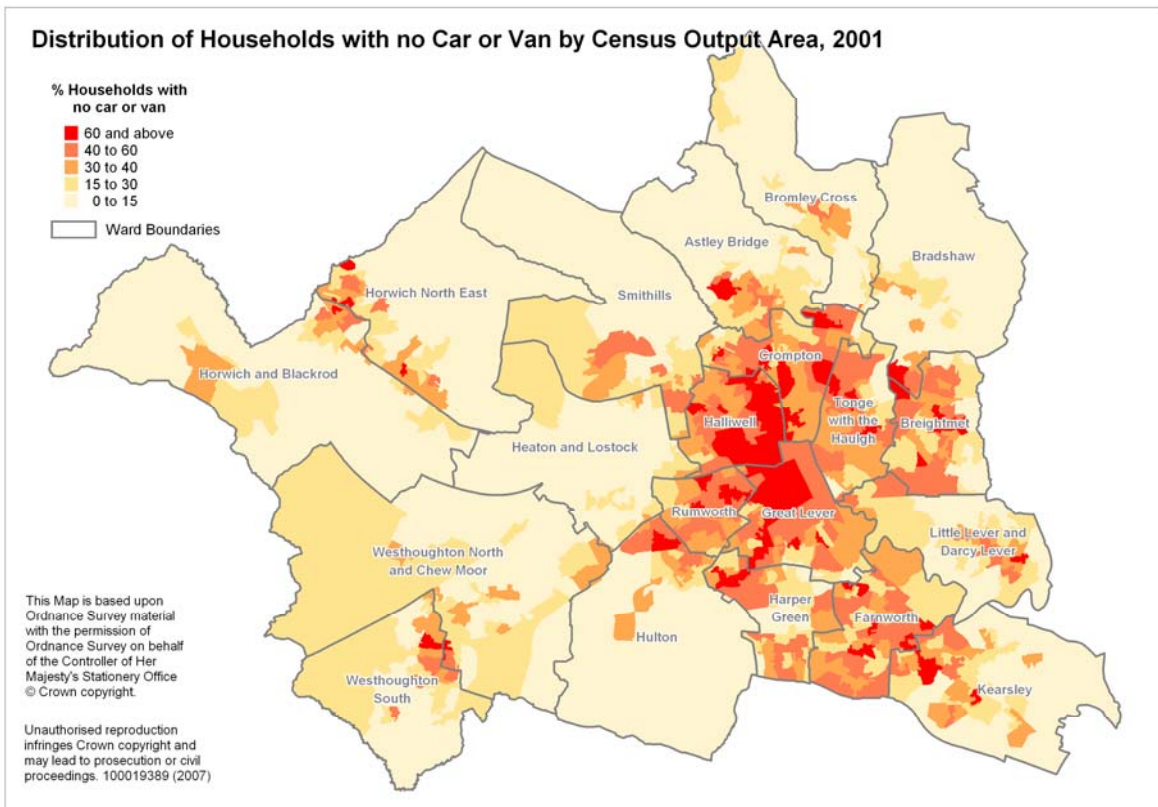 Distribution of Households with no Car or Van by Census Output Area, 2001
% Households with
no car or van
60 and above
40 to 60
30 to 40
15 to 30
0 to 15
Ward Boundaries
Bromley Cross
Astley Bridge
Bradshaw
Horwich North East
Smithills
Crompton
Horwich and Blackrod
Halliwell
Tonge
with the
Haulgh
Breightmet
Heaton and Lostock
Rumworth
Great Lever
Little Lever and
Darcy Lever
Westhoughton North
and Chew Moor
Harper
Green
Farnworth
Hulton
Westhoughton
South
Kearsley
This Map is based upon
Ordnance Survey material
with the permission of
Ordnance Survey on behalf
of the Controller of Her
Majesty's Stationery Office
© Crown copyright.
Unauthorised reproduction
infringes Crown copyright and
may lead to prosecution or civil
proceedings. 100019389 (2007)